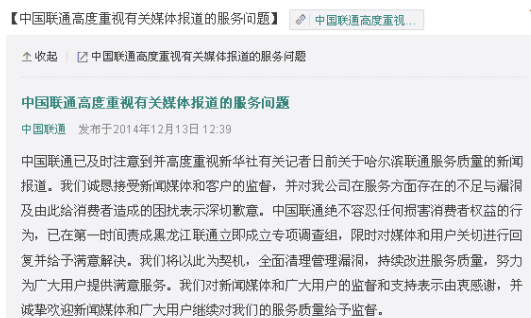 【中国联通高度重视有关媒体报道的服务问题】 中国联通高度重视...
收起 中国联通高度重视有关媒体报道的服务问题
中国联通高度重视有关媒体报道的服务问题
中国联通 发布于2014年12月13日 12:39
中国联通已及时注意到并高度重视新华社有关记者日前关于哈尔滨联通服务质量的新闻
报道。我们诚恳接受新闻媒体和客户的监督，并对我公司在服务方面存在的不足与漏洞
及由此给消费者造成的困扰表示深切歉意。中国联通绝不容忍任何损害消费者权益的行
为，已在第一时间责成黑龙江联通立即成立专项调查组，限时对媒体和用户关切进行回
复并给予满意解决。我们将以此为契机，全面清理管理漏洞，持续改进服务质量，努力
为广大用户提供满意服务。我们对新闻媒体和广大用户的监督和支持表示由衷感谢，并
诚挚欢迎新闻媒体和广大用户继续对我们的服务质量给予监督。